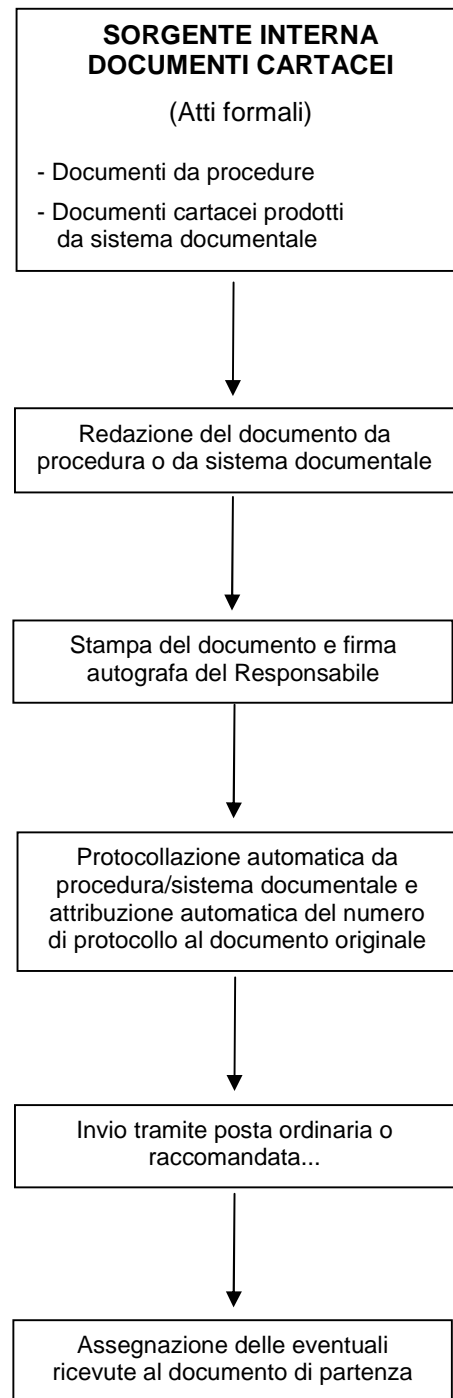 SORGENTE INTERNA
DOCUMENTI CARTACEI
(Atti formali)
- Documenti da procedure
- Documenti cartacei prodotti
da sistema documentale
Redazione del documento da
procedura o da sistema documentale
Stampa del documento e firma
autografa del Responsabile
Protocollazione automatica da
procedura/sistema documentale e
attribuzione automatica del numero
di protocollo al documento originale
Invio tramite posta ordinaria o
raccomandata...
Assegnazione delle eventuali
ricevute al documento di partenza